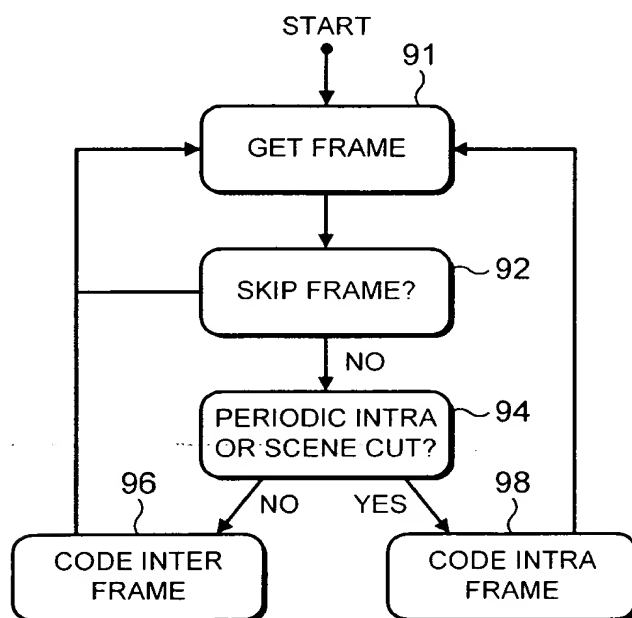 START
91
GET FRAME
92
SKIP FRAME?
NO
94
PERIODIC INTRA
OR SCENE CUT?
NO
YES
96
98
CODE INTER
FRAME
CODE INTRA
FRAME